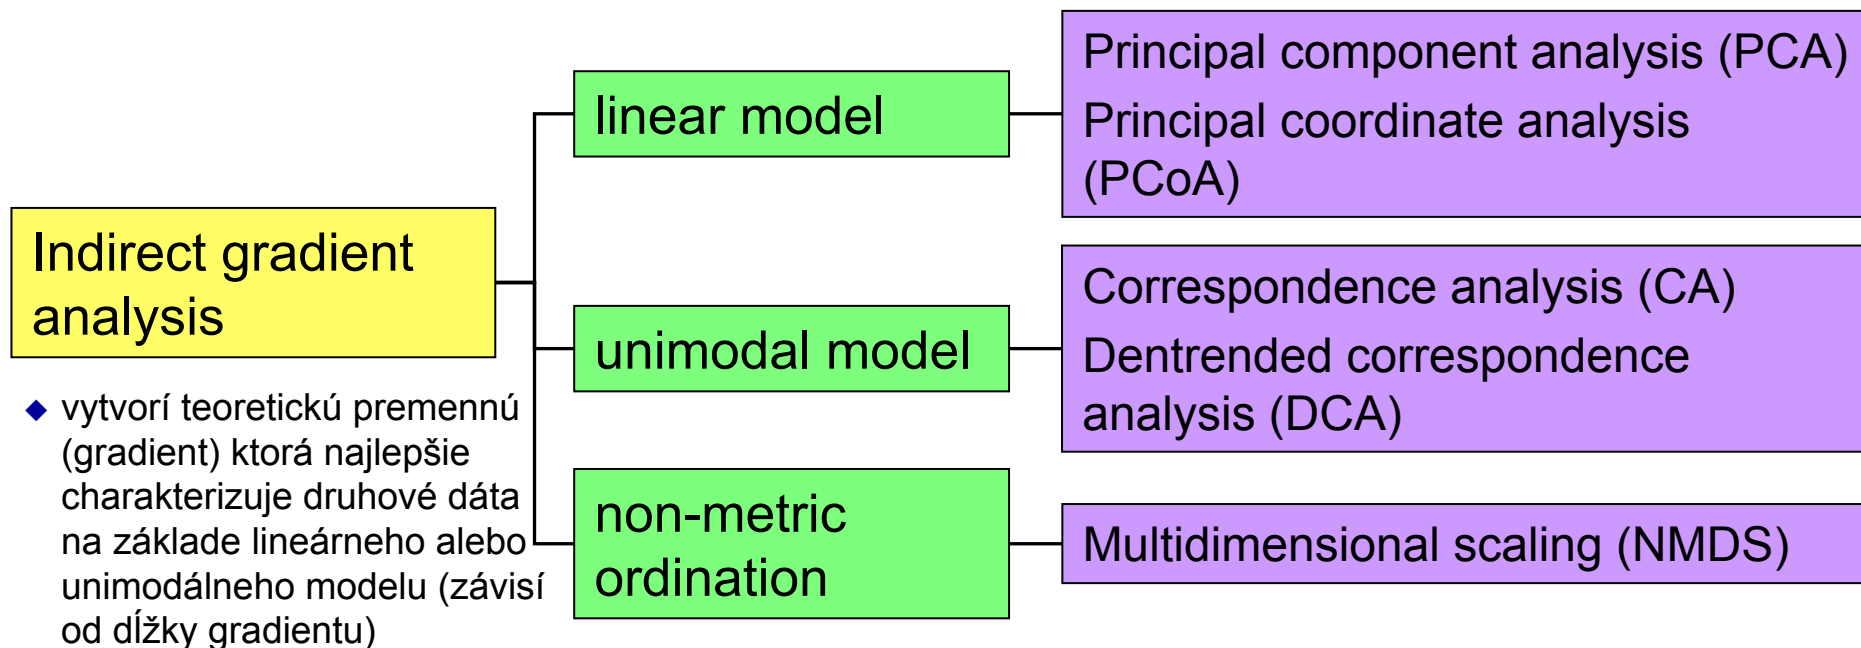 Indirect gradient
analysis
vytvorí teoretickú premennú
(gradient) ktorá najlepšie
charakterizuje druhové dáta
na základe lineárneho alebo
unimodálneho modelu (závisí
od dĺžky gradientu)
linear model
unimodal model
non-metric
ordination
Principal component analysis (PCA)
Principal coordinate analysis
(PCoA)
Correspondence analysis (CA)
Dentrended correspondence
analysis (DCA)
Multidimensional scaling (NMDS)